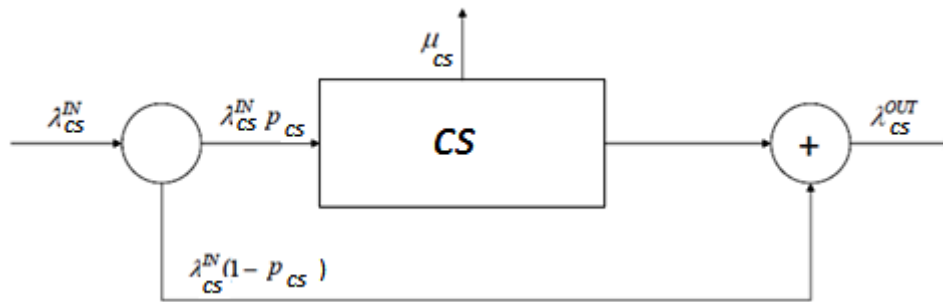 μ_cs
λ_CS^IN
λ_CS^IN p_CS
CS
+
λ_CS^OUT
λ_CS^IN (1 − p_CS)